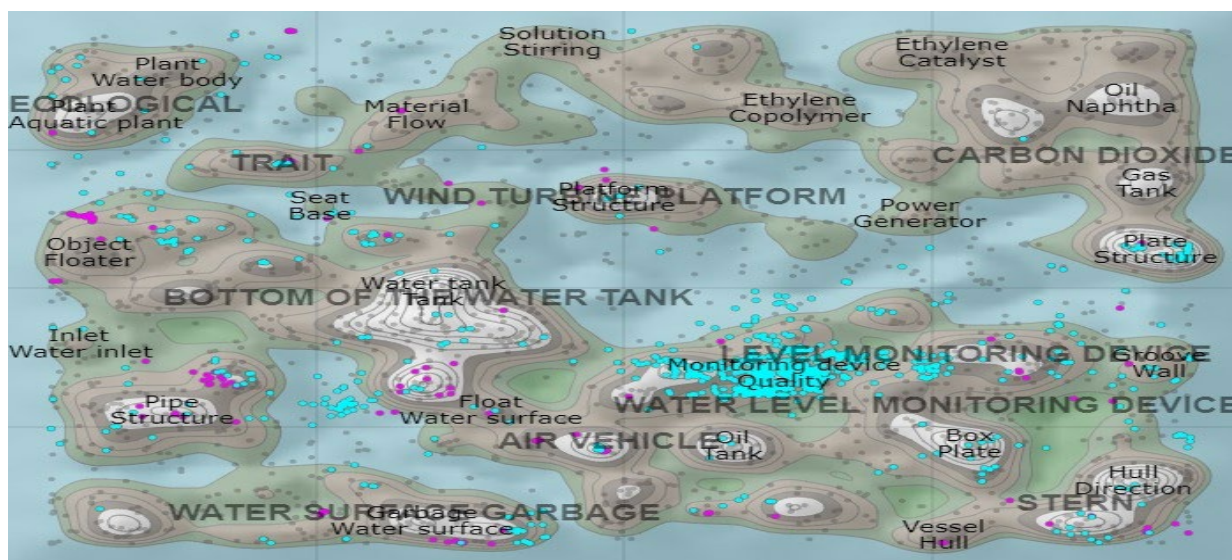 Solution
Stirring
Plant
Water body
Ethylene
Catalyst
ECOLOGICAL
Plant
Aquatic plant
Material
Flow
Ethylene
Copolymer
Oil
Naphtha
TRAIT
CARBON DIOXIDE
Seat
Base
WIND TURBINE PLATFORM
Platform
Structure
Power
Generator
Gas
Tank
Object
Floater
Plate
Structure
BOTTOM OF THE WATER TANK
Water tank
Tank
Inlet
Water inlet
LEVEL MONITORING DEVICE
Monitoring device
Quality
Groove
Wall
Pipe
Structure
Float
Water surface
WATER LEVEL MONITORING DEVICE
AIR VEHICLE
Oil
Tank
Box
Plate
Hull
Direction
STERN
WATER SURFACE GARBAGE
Garbage
Water surface
Vessel
Hull